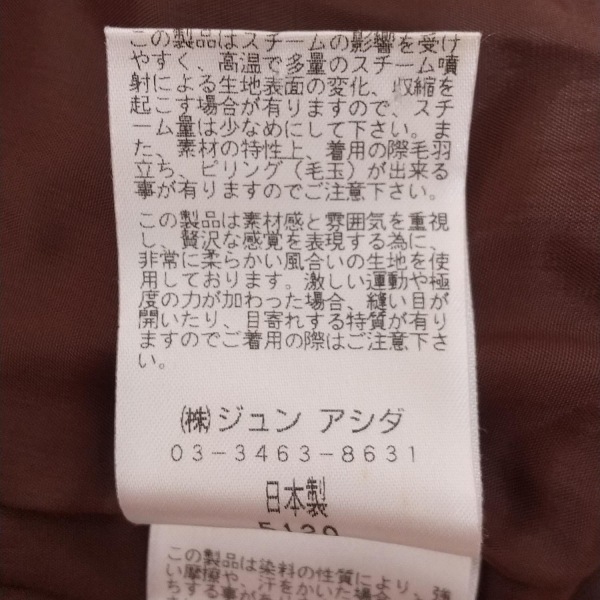 この製品はスチームの影響を受け
やすく、高温で多量のスチーム噴
射による生地表面の変化、収縮を
起こす場合が有りますので、スチ
ーム量は少なめにして下さい。ま
た、素材の特性上、着用の際毛羽
立ち、ピリング（毛玉）が出来る
事が有りますのでご注意下さい。
この製品は素材感と雰囲気を重視
し、贅沢な感覚を表現する為に、
非常に柔らかい風合いの生地を使
用しております。激しい運動や極
度の力が加わった場合、縫い目が
開いたり、目寄れする特質が有り
ますのでご着用の際はご注意下さ
い。
㈱ジュン アシダ
03-3463-8631
日本製
この製品は染料の性質により、強
い摩擦や、汗をかいた場合